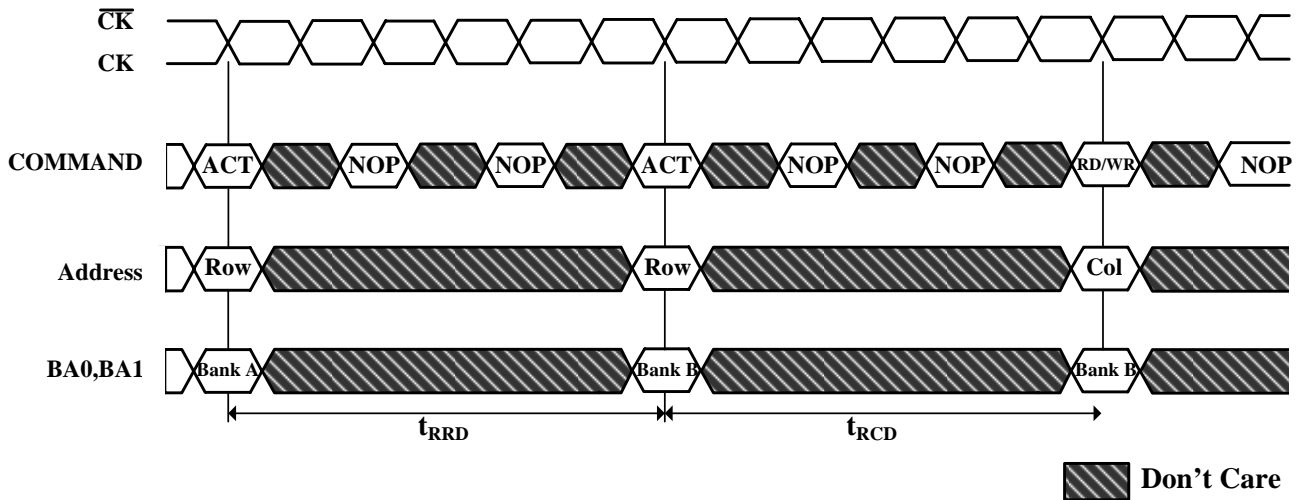 CK
CK
COMMAND ACT NOP NOP ACT NOP NOP RD/WR NOP
Address Row Row Col
BA0,BA1 Bank A Bank B Bank B
tRRD tRCD
Don't Care